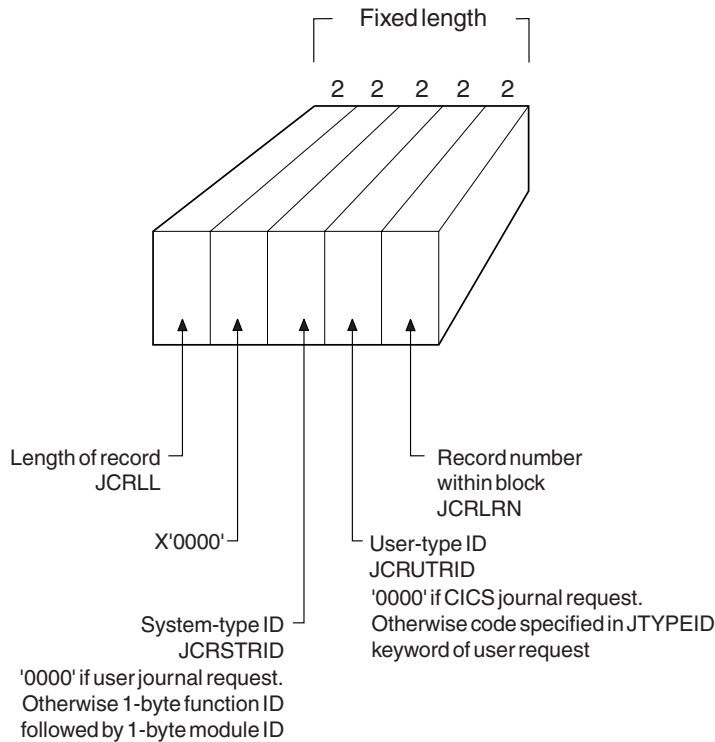 Fixed length
2 2 2 2 2
Length of record
JCRLL
Record number
within block
JCRLRN
X'0000'
User-type ID
JCRUTRID
'0000' if CICS journal request.
Otherwise code specified in JTYPEID
keyword of user request
System-type ID
JCRSTRID
'0000' if user journal request.
Otherwise 1-byte function ID
followed by 1-byte module ID